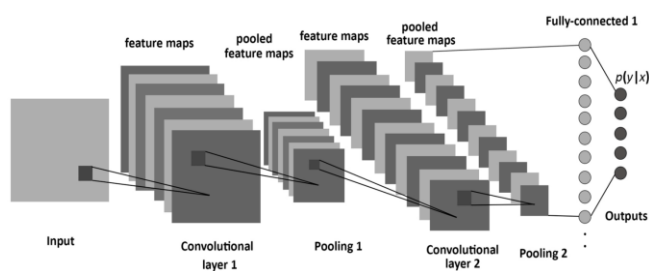 feature maps
pooled
feature maps
feature maps
pooled
feature maps
Fully-connected 1
p(y|x)
Input
Convolutional
layer 1
Pooling 1
Convolutional
layer 2
Pooling 2
Outputs